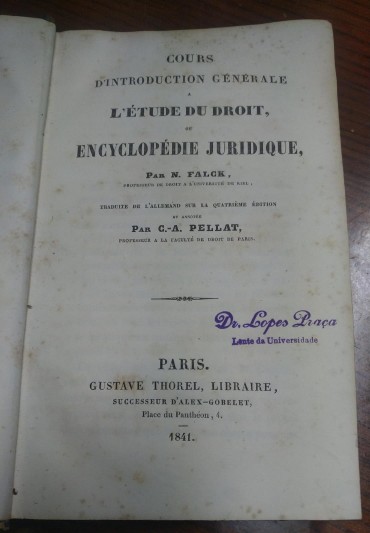 COURS
D'INTRODUCTION GÉNÉRALE
A
L'ÉTUDE DU DROIT,
OU
ENCYCLOPÉDIE JURIDIQUE,
PAR N. FALCK,
PROFESSEUR DE DROIT A L'UNIVERSITÉ DE KIEL;
TRADUITE DE L'ALLEMAND SUR LA QUATRIÈME ÉDITION
ET ANNOTÉE
PAR C.-A. PELLAT,
PROFESSEUR A LA FACULTÉ DE DROIT DE PARIS.
Dr. Lopes Praça
Lente da Universidade
PARIS.
GUSTAVE THOREL, LIBRAIRE,
SUCCESSEUR D'ALEX-GOBELET,
Place du Panthéon, 4.
1841.